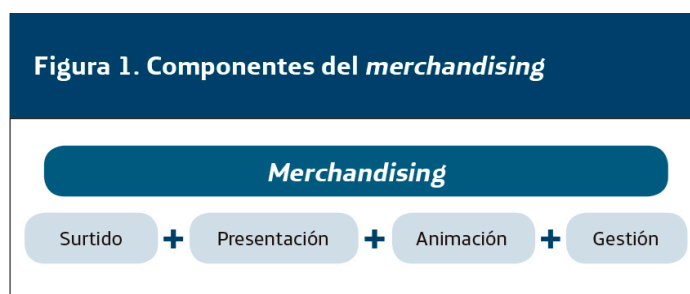 Figura 1. Componentes del merchandising
Merchandising
Surtido + Presentación + Animación + Gestión